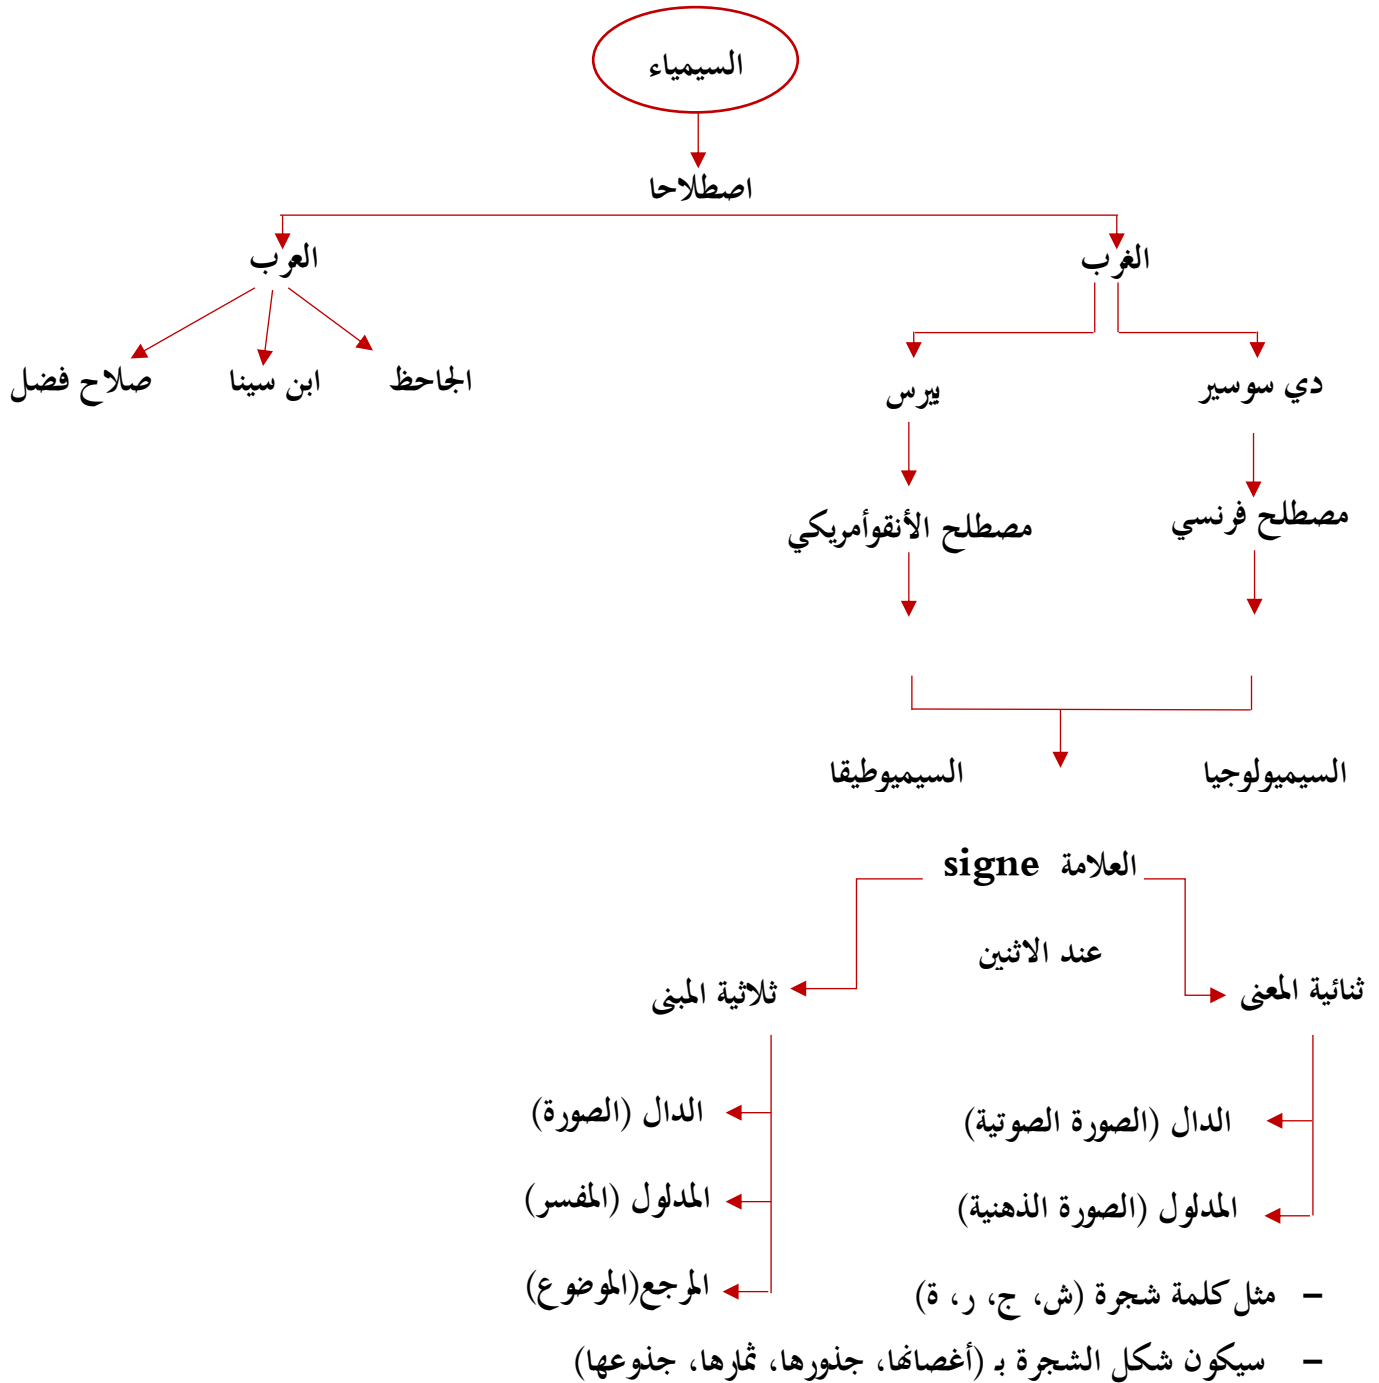 السيمياء
اصطلاحا
الغرب
العرب
دي سوسير
بيرس
الجاحظ
ابن سينا
صلاح فضل
مصطلح فرنسي
مصطلح الأنقوأمريكي
السيميولوجيا
السيميوطيقا
العلامة signe
عند الاثنين
ثنائية المعنى
ثلاثية المبنى
الدال (الصورة الصوتية)
الدال (الصورة)
المدلول (الصورة الذهنية)
المدلول (المفسر)
المرجع(الموضوع)
– مثل كلمة شجرة (ش، ج، ر، ة)
– سيكون شكل الشجرة بـ (أغصانها، جذورها، ثمارها، جذوعها)